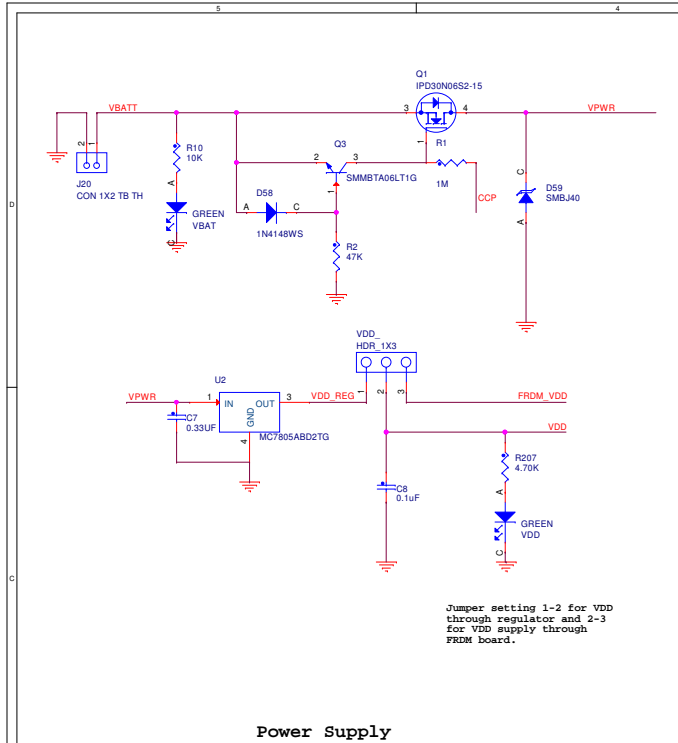 5
4
Q1
IPD30N06S2-15
VBATT
3
4
VPWR
2
1
R10
10K
Q3
1
R1
2
3
J20
CON 1X2 TB TH
SMMBTA06LT1G
1M
A
D58
1
CCP
C
D59
SMBJ40
D
GREEN
VBAT
A
C
1N4148WS
A
C
R2
47K
VDD_
HDR_1X3
U2
VPWR
1
IN
OUT
3
VDD_REG
1
2
3
FRDM_VDD
GND
C7
0.33UF
4
MC7805ABD2TG
VDD
R207
4.70K
C8
0.1uF
A
GREEN
VDD
C
C
Jumper setting 1-2 for VDD
through regulator and 2-3
for VDD supply through
FRDM board.
Power Supply